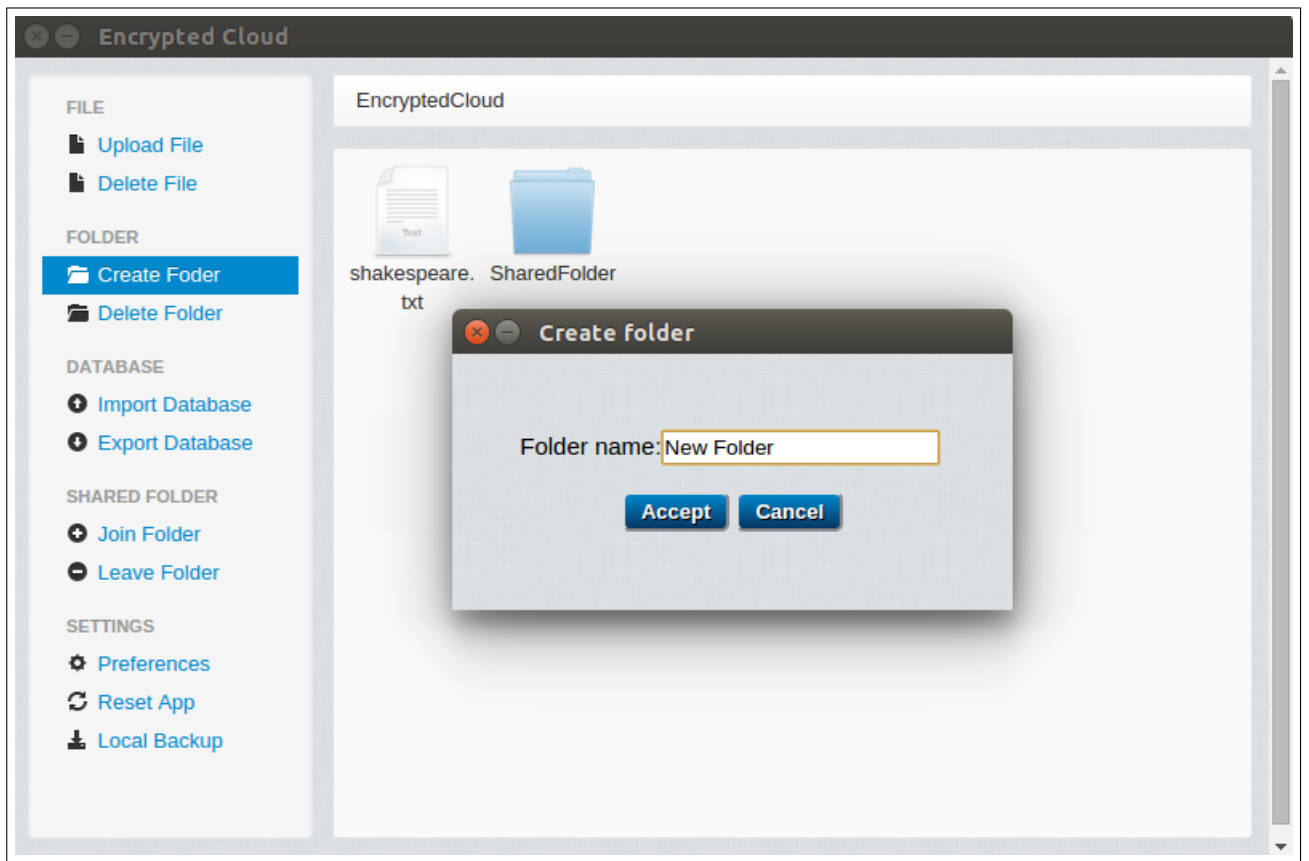 Encrypted Cloud
FILE
Upload File
Delete File
FOLDER
Create Foder
Delete Folder
DATABASE
Import Database
Export Database
SHARED FOLDER
Join Folder
Leave Folder
SETTINGS
Preferences
Reset App
Local Backup
EncryptedCloud
Text
shakespeare.
txt
SharedFolder
Create folder
Folder name: New Folder
Accept Cancel